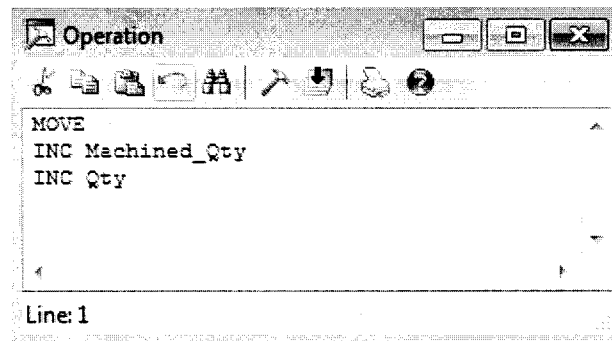 Operation
MOVE
INC Machined_Qty
INC Qty
Line: 1